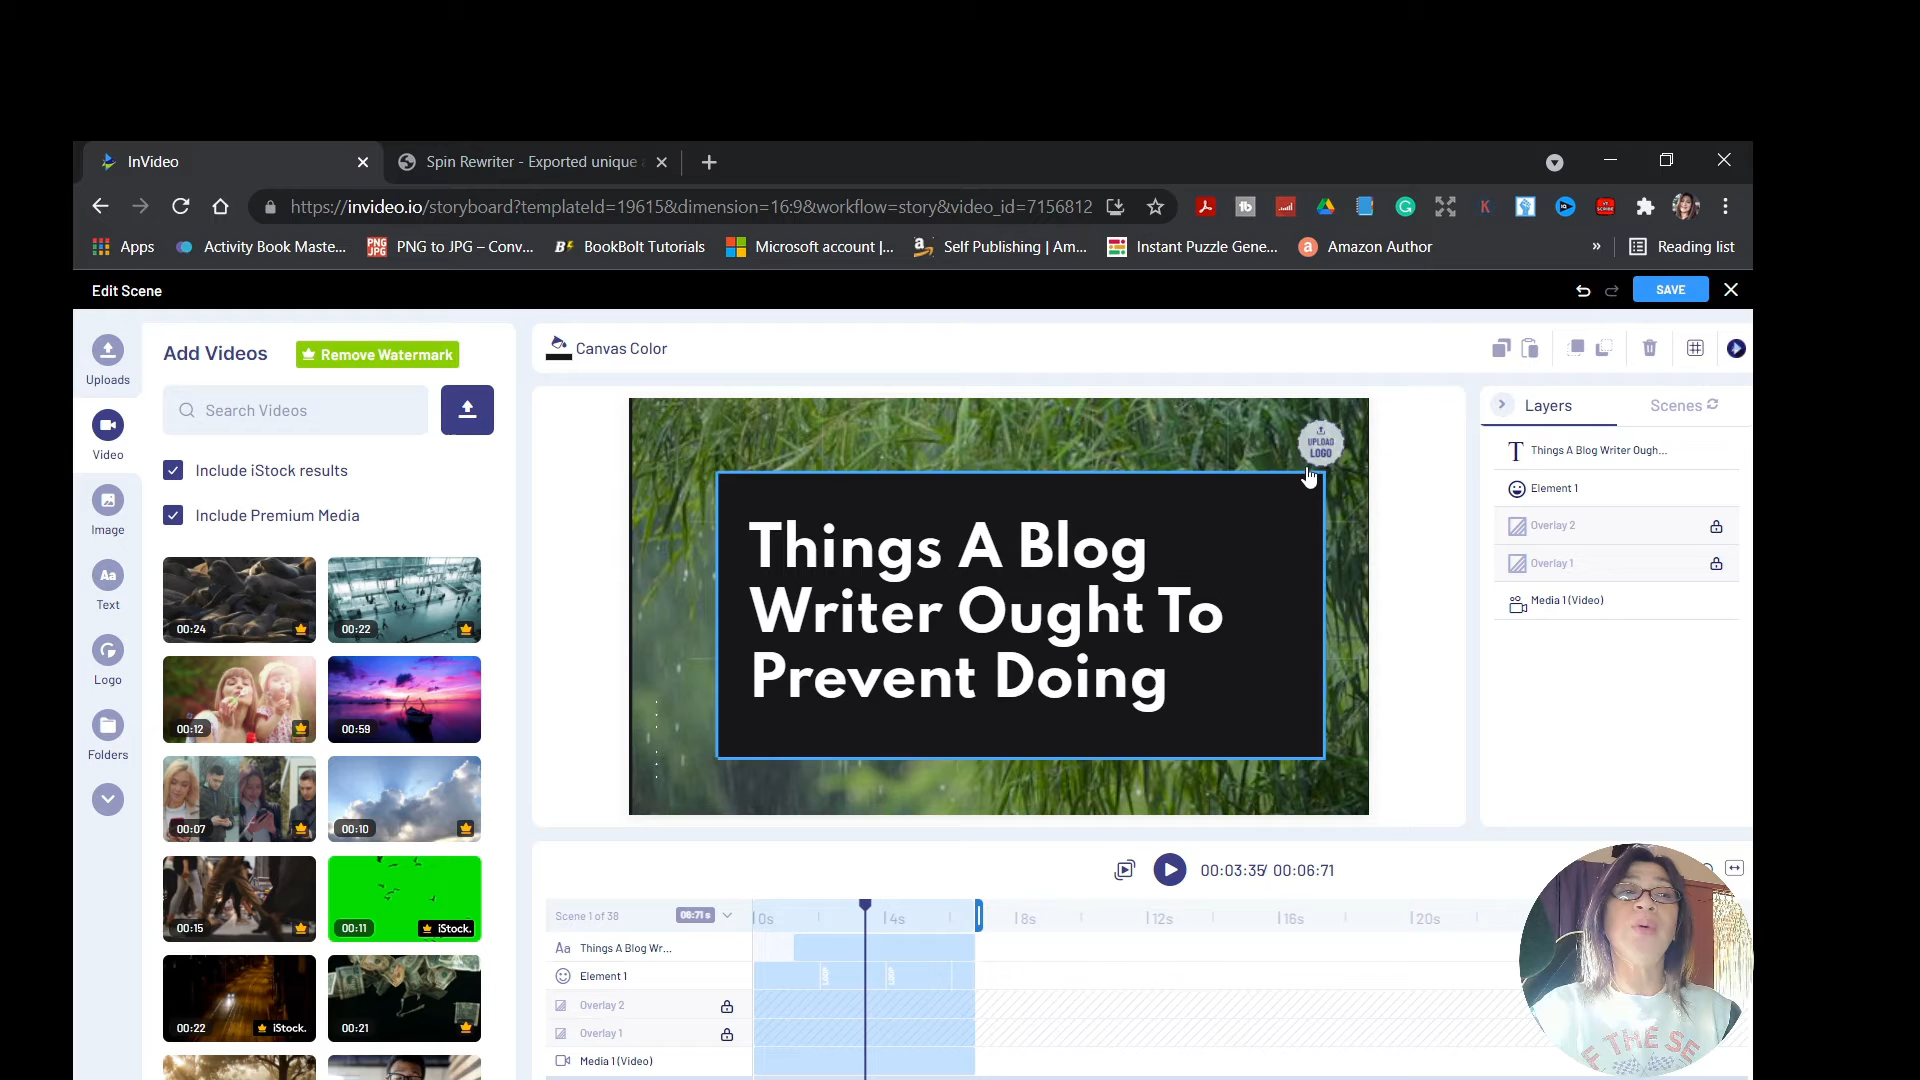 InVideo
Spin Rewriter - Exported unique
https://invideo.io/storyboard?templateId=19615&dimension=16:9&workflow=story&video_id=7156812
Apps
Activity Book Maste...
PNG to JPG – Conv...
BookBolt Tutorials
Microsoft account |...
Self Publishing | Am...
Instant Puzzle Gene...
Amazon Author
»
Reading list
Edit Scene
SAVE
Uploads
Video
Image
Text
Logo
Folders
Add Videos
Remove Watermark
Search Videos
Include iStock results
Include Premium Media
00:24
00:22
00:12
00:59
00:07
00:10
00:15
00:11
iStock.
00:22
iStock.
00:21
Canvas Color
UPLOAD
LOGO
Things A Blog
Writer Ought To
Prevent Doing
Layers
Scenes
Things A Blog Writer Ough...
Element 1
Overlay 2
Overlay 1
Media 1 (Video)
00:03:35/ 00:06:71
Scene 1 of 38
06:71 s
0s
4s
8s
12s
16s
20s
Aa Things A Blog Wr...
Element 1
Overlay 2
Overlay 1
Media 1 (Video)
THE SE